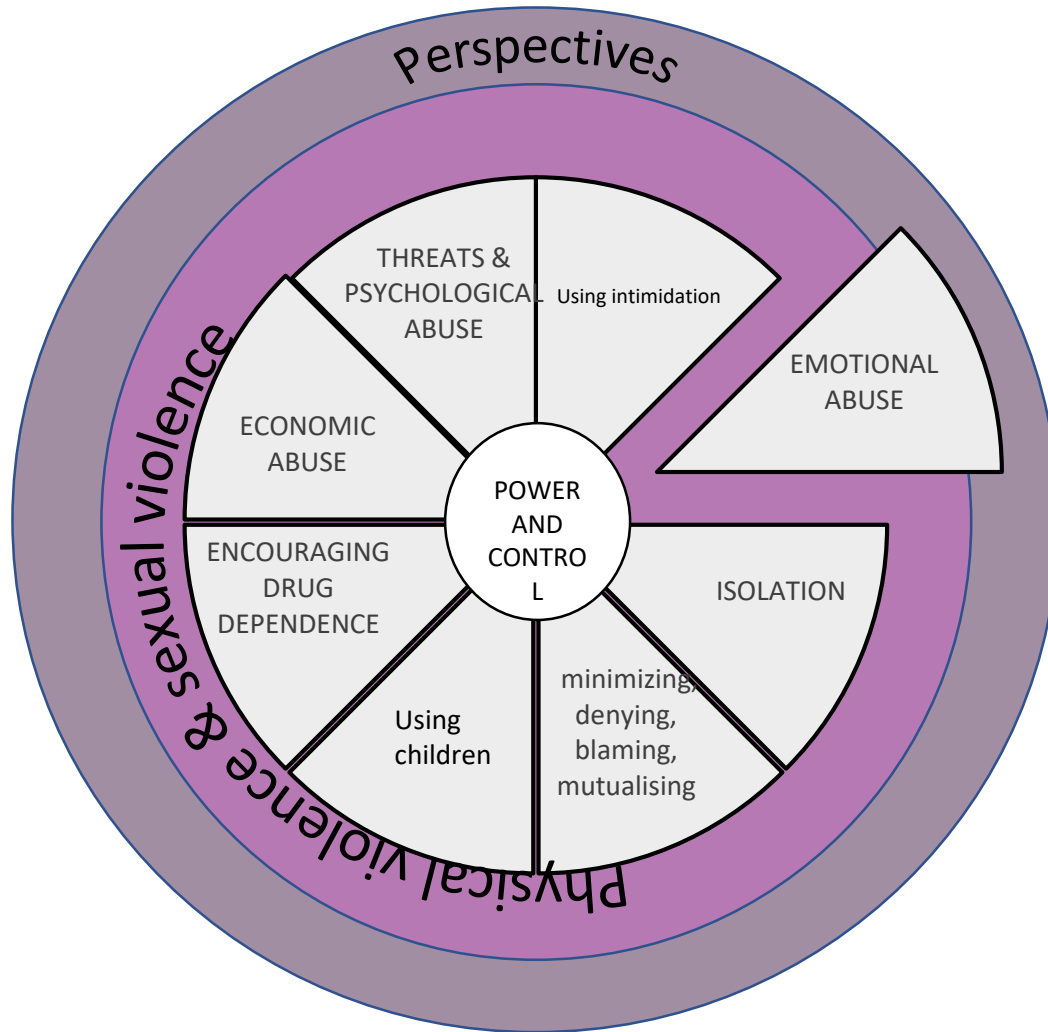 Perspectives
Physical violence & sexual violence
THREATS &
PSYCHOLOGICAL
ABUSE
Using intimidation
EMOTIONAL
ABUSE
ECONOMIC
ABUSE
POWER
AND
CONTRO
L
ENCOURAGING
DRUG
DEPENDENCE
ISOLATION
Using
children
minimizing,
denying,
blaming,
mutualising